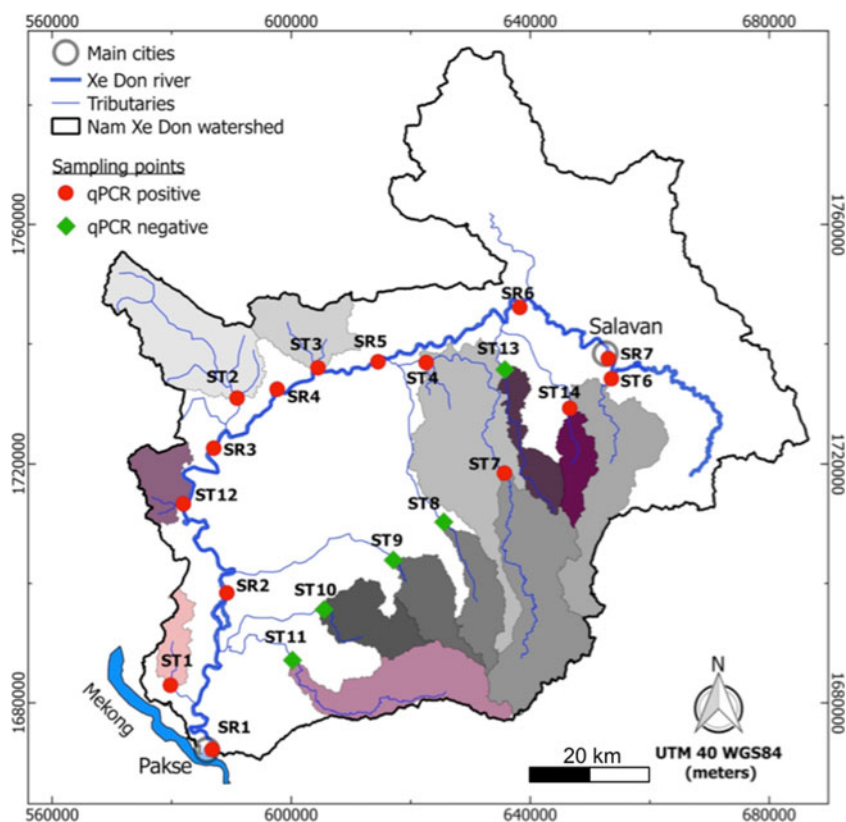 560000 600000 640000 680000
Main cities
Xe Don river
Tributaries
Nam Xe Don watershed
Sampling points
qPCR positive
qPCR negative
1760000
1760000
SR6
Salavan
ST3
SR5
ST13
SR7
ST2
SR4
ST4
ST14
ST6
SR3
1720000
1720000
ST7
ST12
ST8
ST9
SR2
ST10
ST11
ST1
N
Mekong
1680000
1680000
SR1
Pakse
20 km
UTM 40 WGS84
(meters)
560000 600000 640000 680000